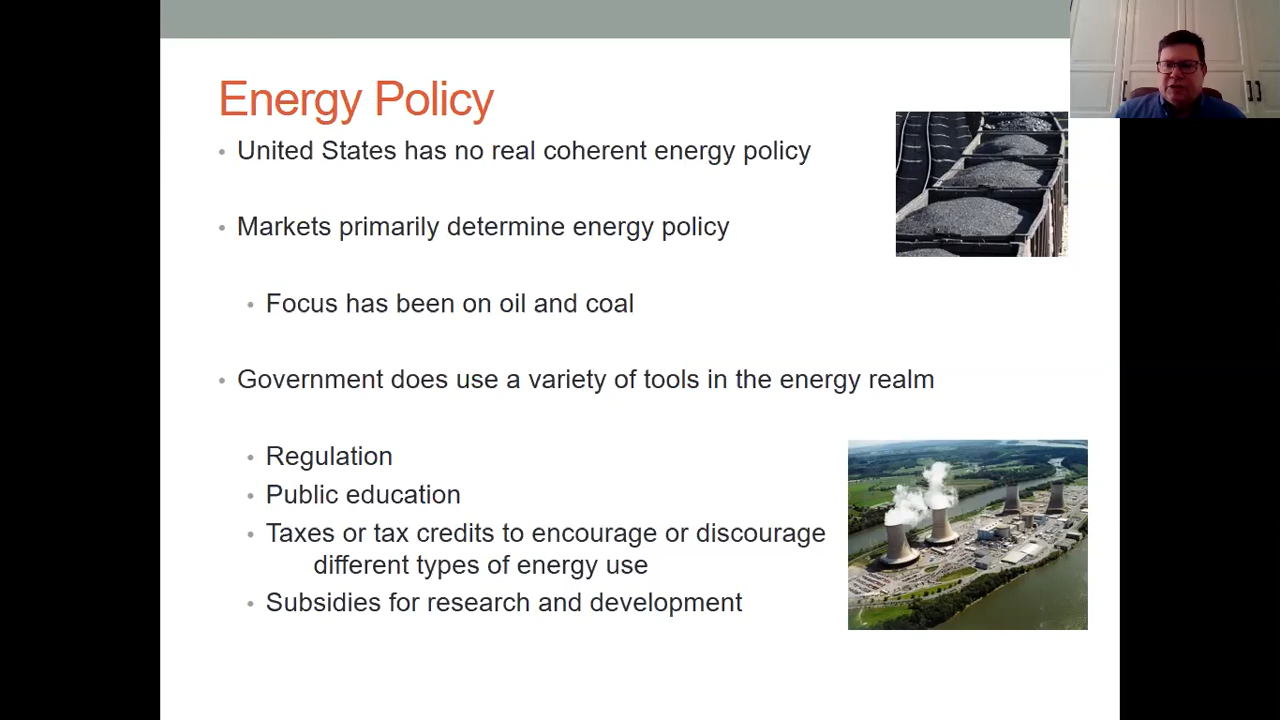 Energy Policy
• United States has no real coherent energy policy
• Markets primarily determine energy policy
• Focus has been on oil and coal
• Government does use a variety of tools in the energy realm
• Regulation
• Public education
• Taxes or tax credits to encourage or discourage
different types of energy use
• Subsidies for research and development